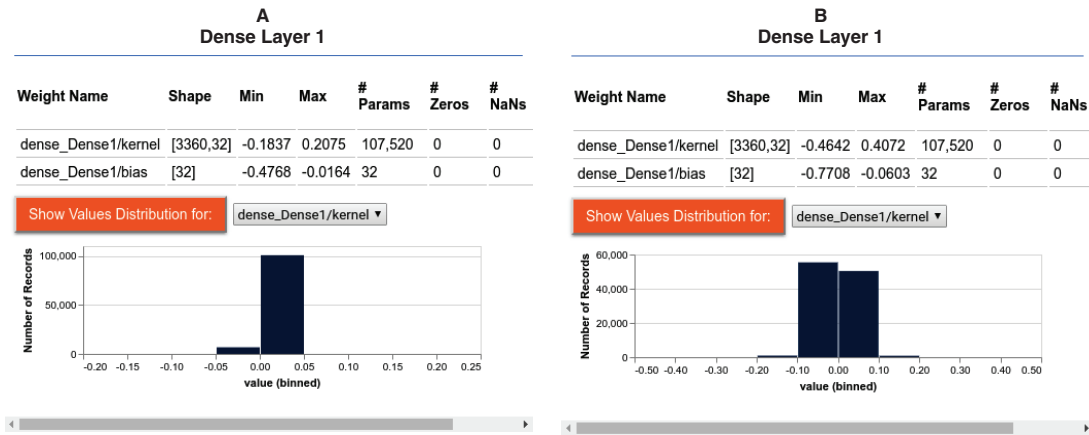 A
Dense Layer 1
Weight Name Shape Min Max # Params # Zeros # NaNs
dense_Dense1/kernel [3360,32] -0.1837 0.2075 107,520 0 0
dense_Dense1/bias [32] -0.4768 -0.0164 32 0 0
Show Values Distribution for: dense_Dense1/kernel
Number of Records
100,000
50,000
0
-0.20 -0.15 -0.10 -0.05 0.00 0.05 0.10 0.15 0.20 0.25
value (binned)
B
Dense Layer 1
Weight Name Shape Min Max # Params # Zeros # NaNs
dense_Dense1/kernel [3360,32] -0.4642 0.4072 107,520 0 0
dense_Dense1/bias [32] -0.7708 -0.0603 32 0 0
Show Values Distribution for: dense_Dense1/kernel
Number of Records
60,000
40,000
20,000
0
-0.50 -0.40 -0.30 -0.20 -0.10 0.00 0.10 0.20 0.30 0.40 0.50
value (binned)